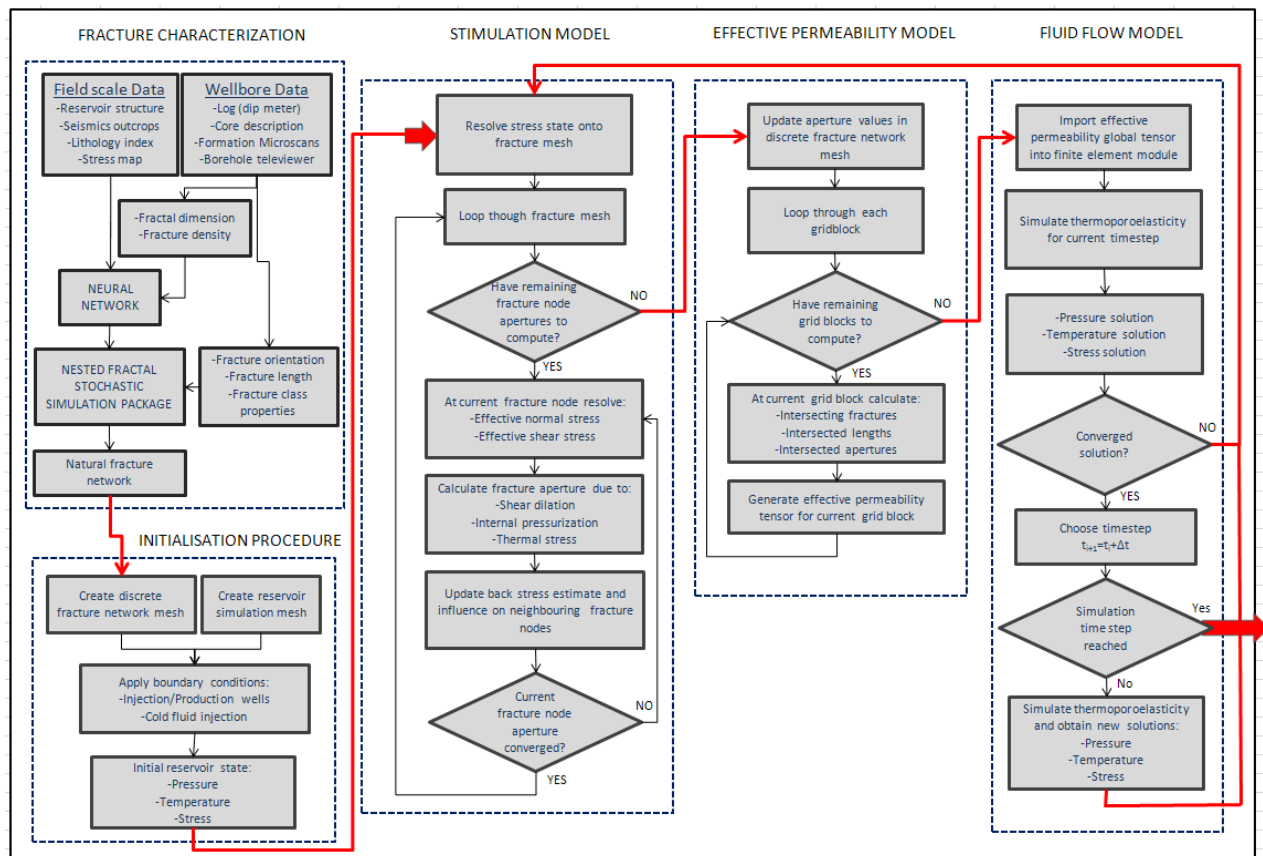 FRACTURE CHARACTERIZATION
Field scale Data
-Reservoir structure
-Seismics outcrops
-Lithology index
-Stress map
Wellbore Data
-Log (dip meter)
-Core description
-Formation Microscans
-Borehole televiewer
-Fractal dimension
-Fracture density
NEURAL
NETWORK
NESTED FRACTAL
STOCHASTIC
SIMULATION PACKAGE
-Fracture orientation
-Fracture length
-Fracture class
properties
Natural fracture
network
INITIALISATION PROCEDURE
Create discrete
fracture network mesh
Create reservoir
simulation mesh
Apply boundary conditions:
-Injection/Production wells
-Cold fluid injection
Initial reservoir state:
-Pressure
-Temperature
-Stress
STIMULATION MODEL
Resolve stress state onto
fracture mesh
Loop though fracture mesh
Have remaining
fracture node
apertures to
compute?
NO
YES
At current fracture node resolve:
-Effective normal stress
-Effective shear stress
Calculate fracture aperture due to:
-Shear dilation
-Internal pressurization
-Thermal stress
Update back stress estimate and
influence on neighbouring fracture
nodes
Current
fracture node
aperture
converged?
NO
YES
EFFECTIVE PERMEABILITY MODEL
Update aperture values in
discrete fracture network
mesh
Loop through each
gridblock
Have remaining
grid blocks to
compute?
NO
YES
At current grid block calculate:
-Intersecting fractures
-Intersected lengths
-Intersected apertures
Generate effective permeability
tensor for current grid block
FlUID FLOW MODEL
Import effective
permeability global tensor
into finite element module
Simulate thermoporoelasticity
for current timestep
-Pressure solution
-Temperature solution
-Stress solution
Converged
solution?
NO
YES
Choose timestep
tᵢ₊₁=tᵢ+Δt
Simulation
time step
reached
Yes
No
Simulate thermoporoelasticity
and obtain new solutions:
-Pressure
-Temperature
-Stress